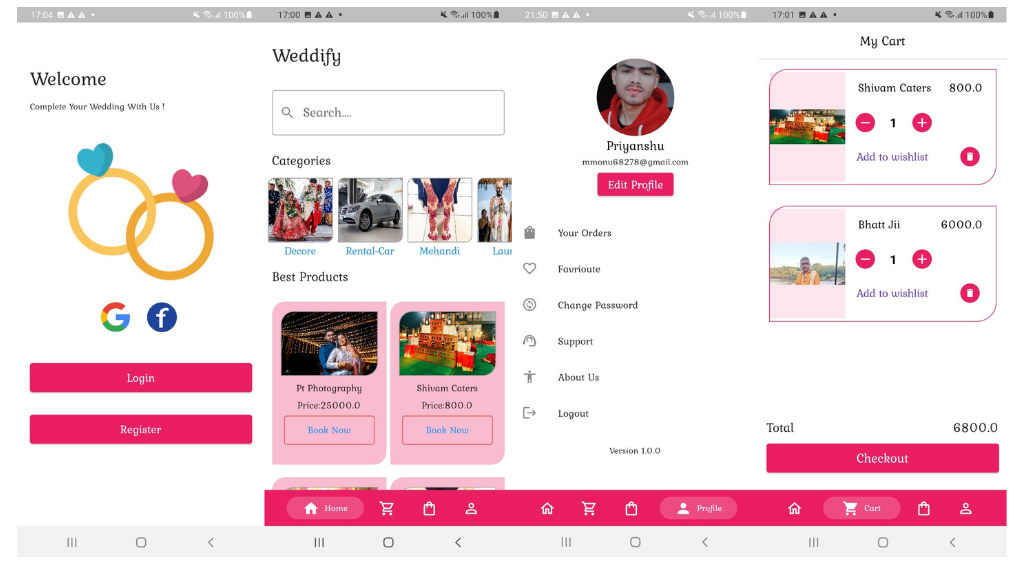 17:04
100%
Welcome
Complete Your Wedding With Us !
Login
Register
17:00
100%
Weddify
Search....
Categories
Decore
Rental-Car
Mehandi
Laun
Best Products
Pt Photography
Price:25000.0
Book Now
Shivam Caters
Price:800.0
Book Now
Home
21:50
100%
Priyanshu
mmonu68278@gmail.com
Edit Profile
Your Orders
Favrioute
Change Password
Support
About Us
Logout
Version 1.0.0
Profile
17:01
100%
My Cart
Shivam Caters 800.0
1
Add to wishlist
Bhatt Jii 6000.0
1
Add to wishlist
Total 6800.0
Checkout
Cart